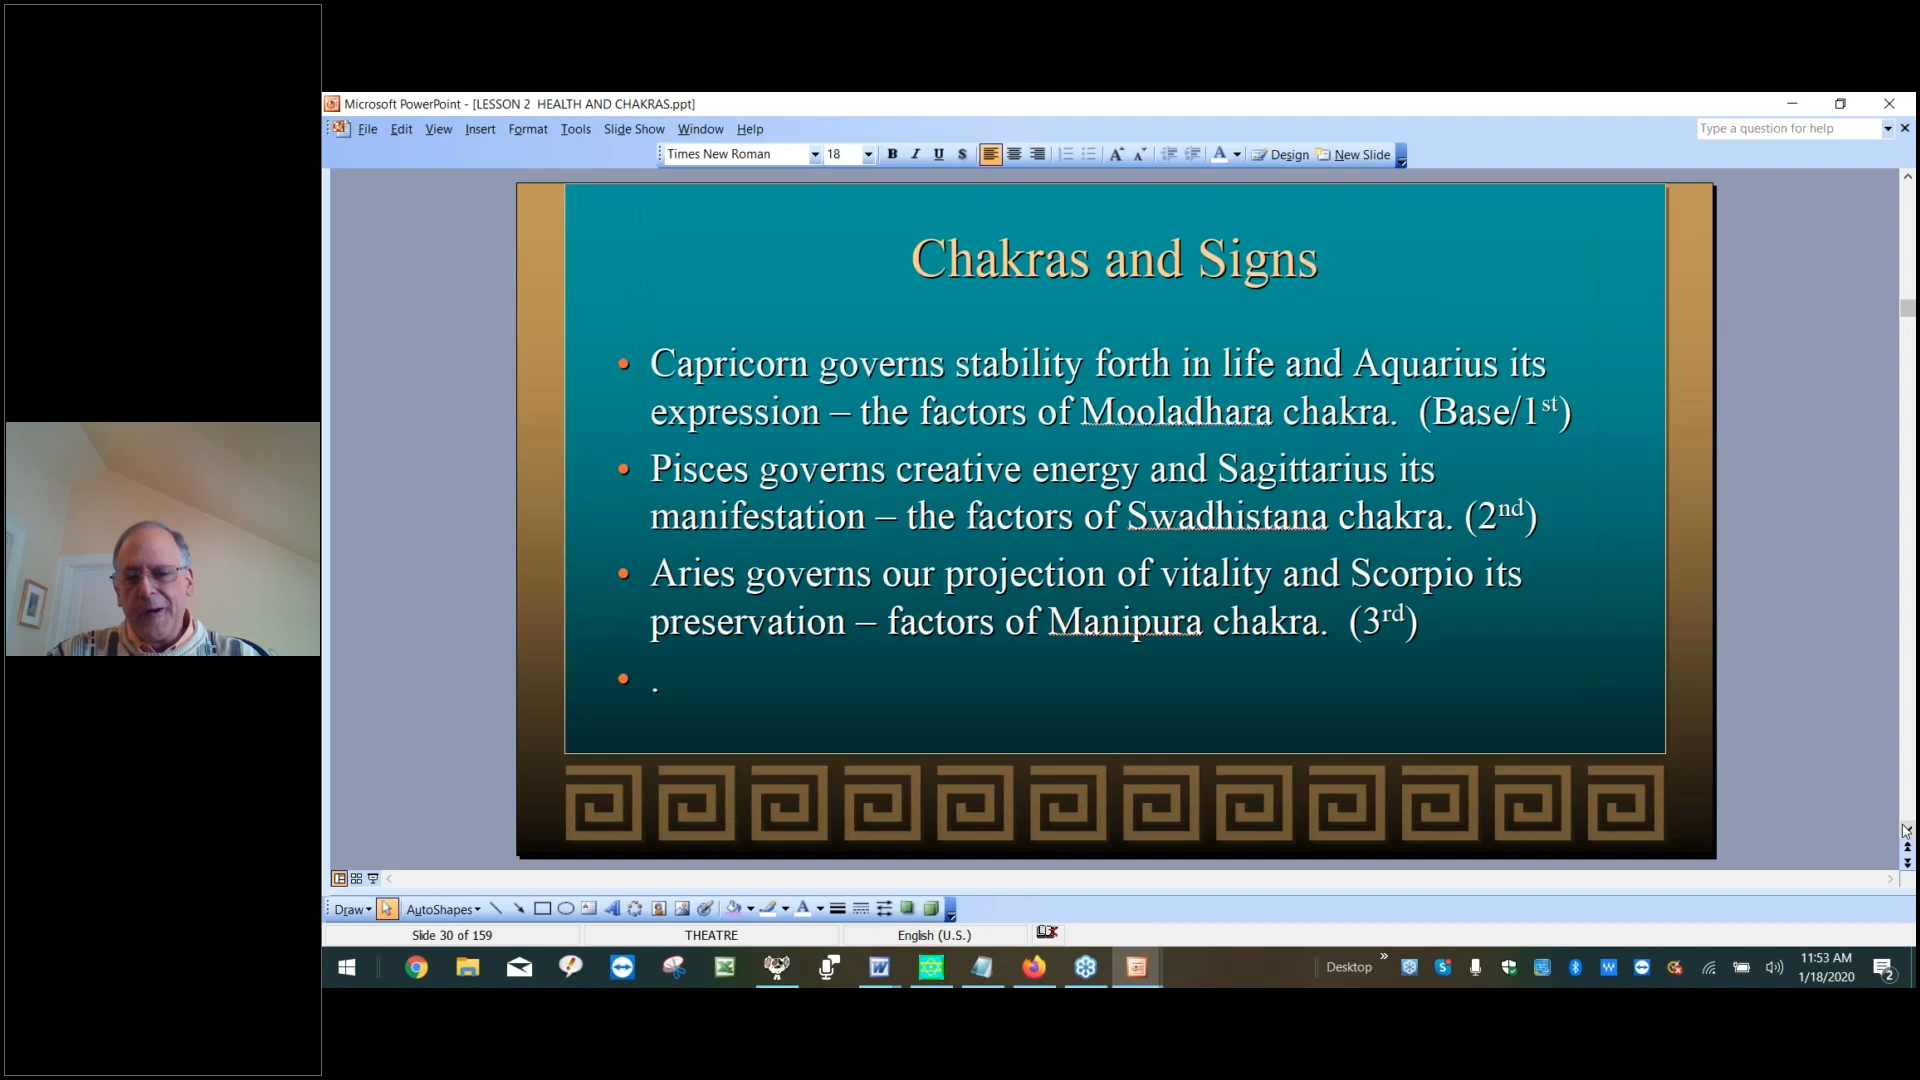 Microsoft PowerPoint - [LESSON 2  HEALTH AND CHAKRAS.ppt]
File Edit View Insert Format Tools Slide Show Window Help
Type a question for help
Times New Roman 18 B I U S A A A Design New Slide
Chakras and Signs
• Capricorn governs stability forth in life and Aquarius its
expression – the factors of Mooladhara chakra.  (Base/1st)
• Pisces governs creative energy and Sagittarius its
manifestation – the factors of Swadhistana chakra. (2nd)
• Aries governs our projection of vitality and Scorpio its
preservation – factors of Manipura chakra.  (3rd)
• .
Draw AutoShapes A
Slide 30 of 159 THEATRE English (U.S.)
Desktop
11:53 AM
1/18/2020
2